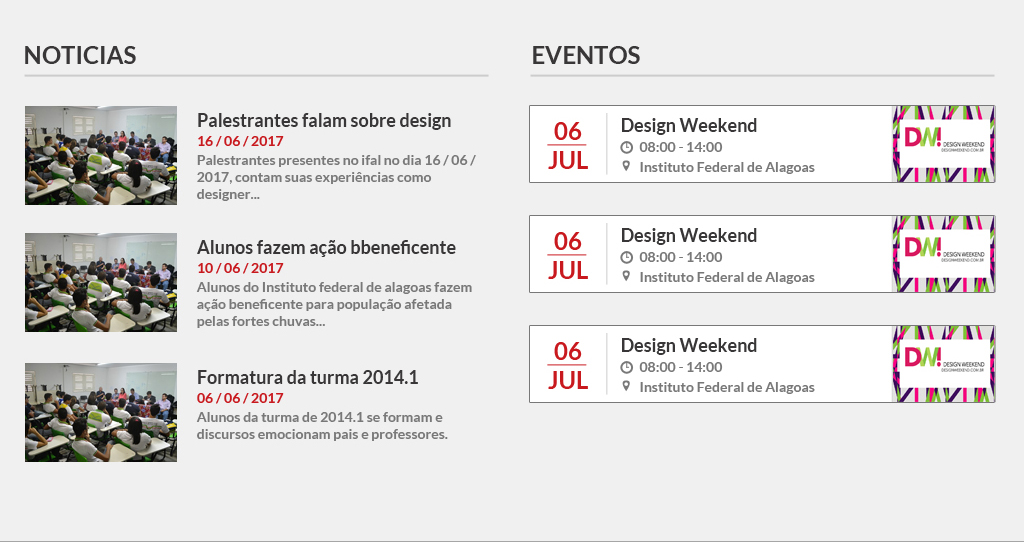 NOTICIAS
Palestrantes falam sobre design
16 / 06 / 2017
Palestrantes presentes no ifal no dia 16 / 06 /
2017, contam suas experiências como
designer...
Alunos fazem ação bbeneficente
10 / 06 / 2017
Alunos do Instituto federal de alagoas fazem
ação beneficente para população afetada
pelas fortes chuvas...
Formatura da turma 2014.1
06 / 06 / 2017
Alunos da turma de 2014.1 se formam e
discursos emocionam pais e professores.
EVENTOS
06
JUL
Design Weekend
08:00 - 14:00
Instituto Federal de Alagoas
DW!
DESIGN WEEKEND
DESIGNWEEKEND.COM.BR
06
JUL
Design Weekend
08:00 - 14:00
Instituto Federal de Alagoas
DW!
DESIGN WEEKEND
DESIGNWEEKEND.COM.BR
06
JUL
Design Weekend
08:00 - 14:00
Instituto Federal de Alagoas
DW!
DESIGN WEEKEND
DESIGNWEEKEND.COM.BR